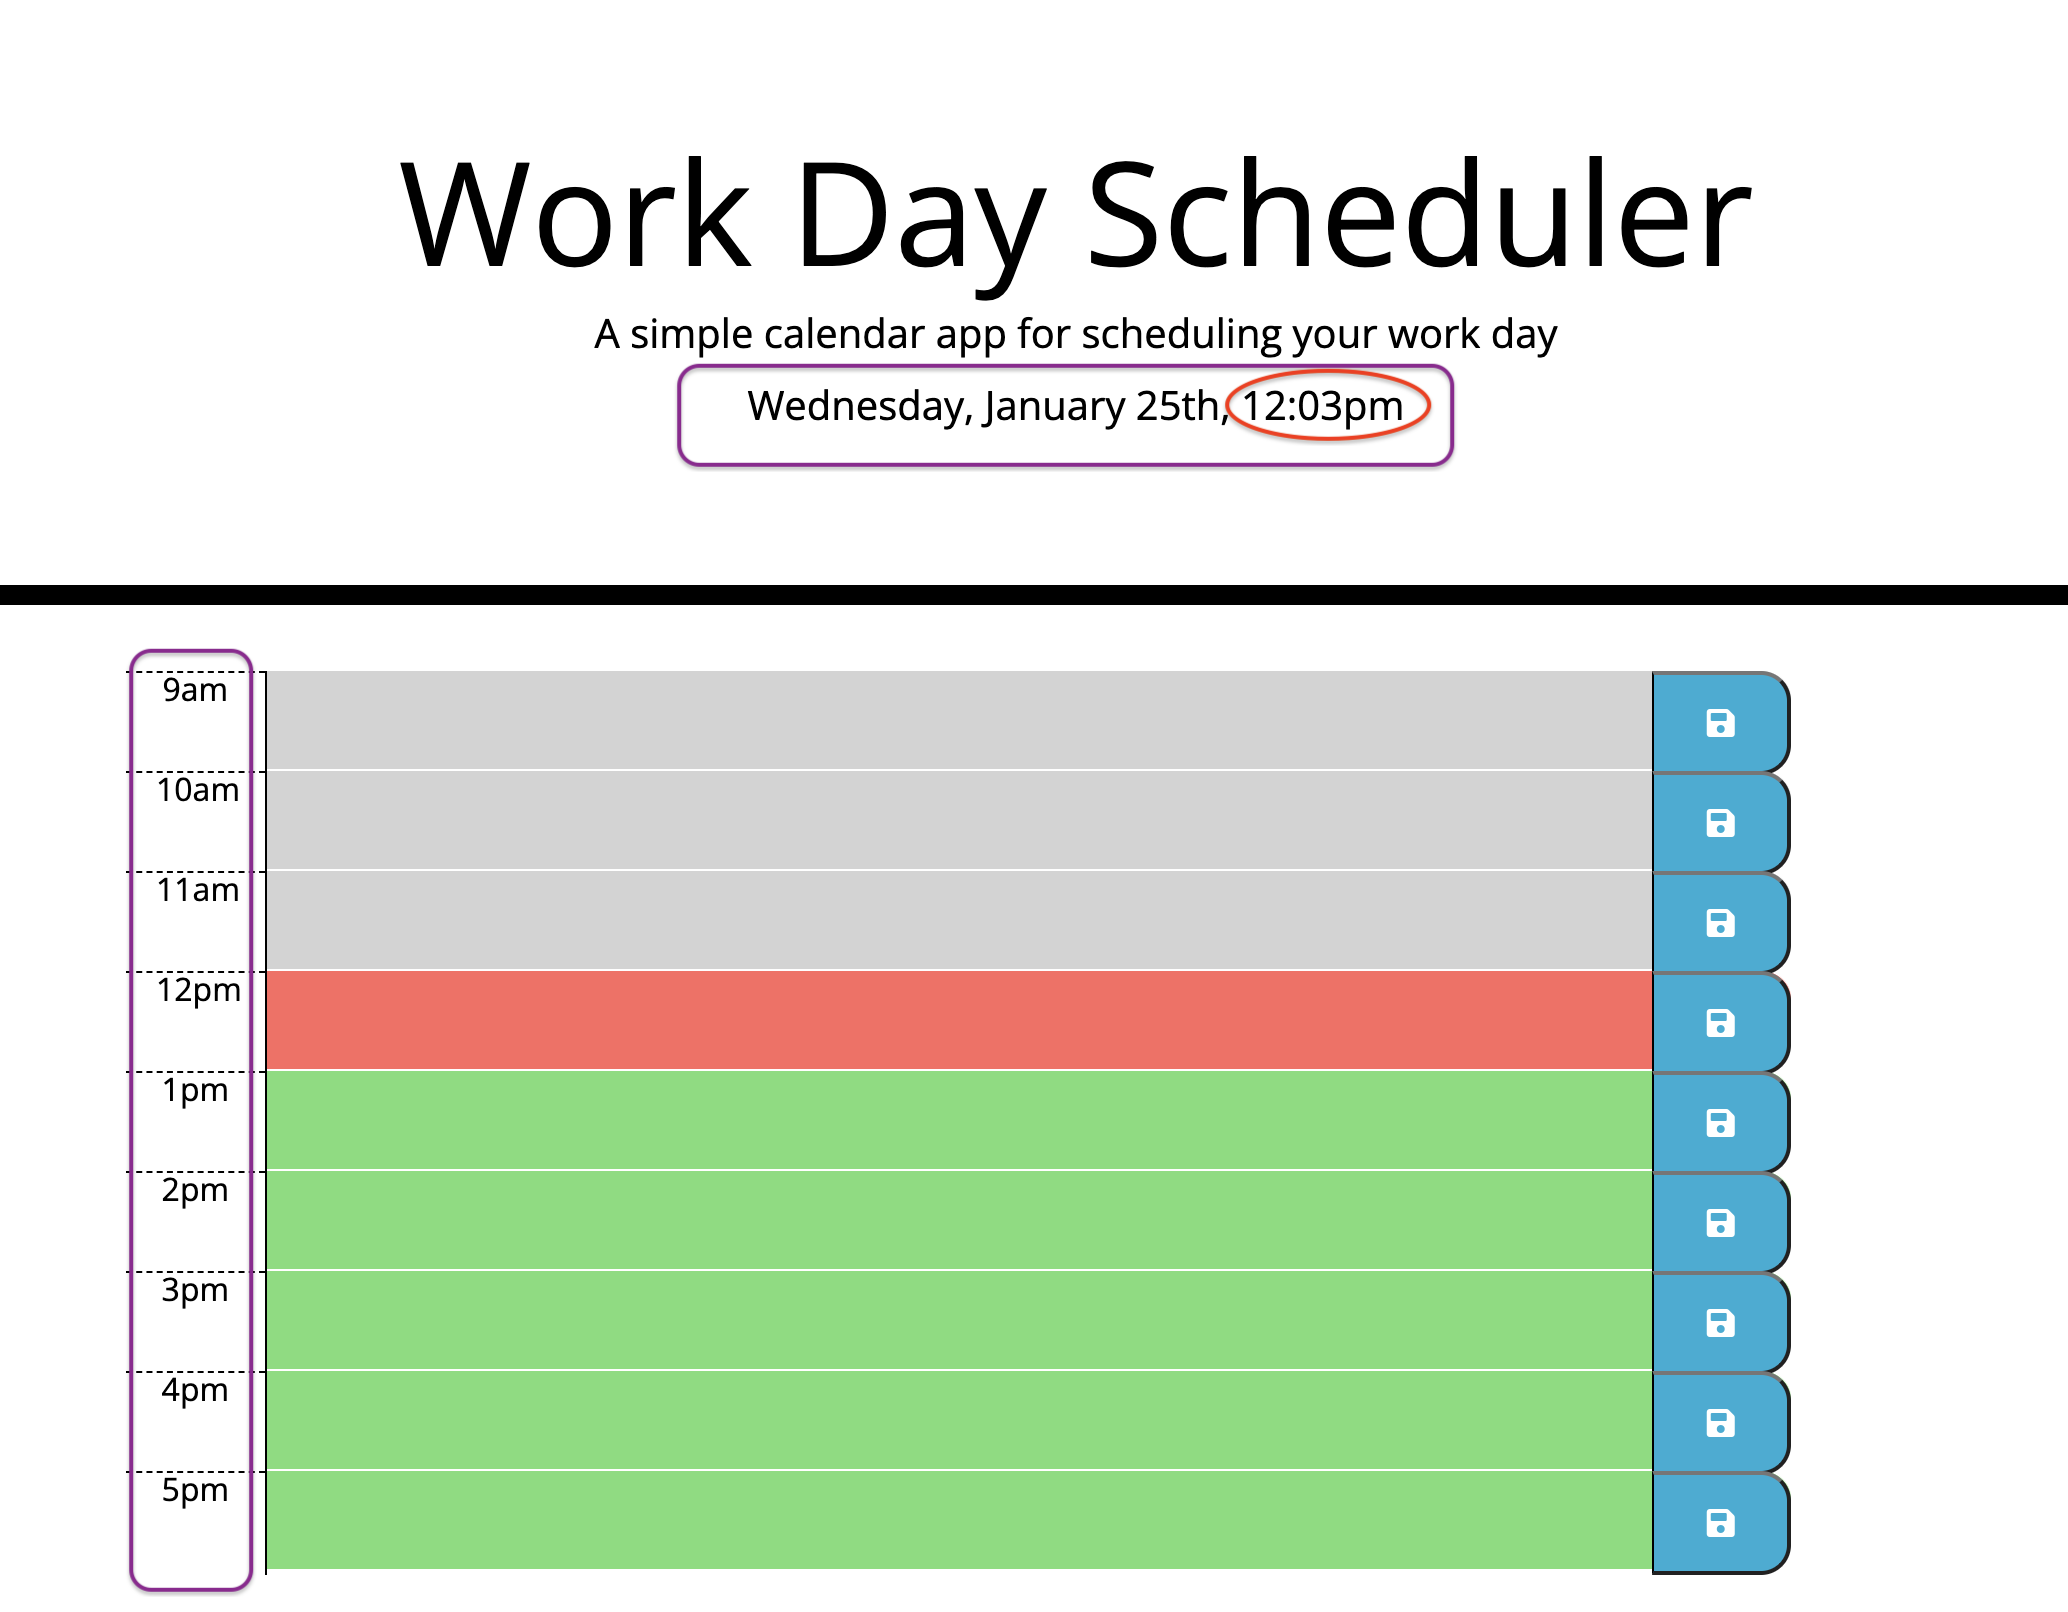 Work Day Scheduler
A simple calendar app for scheduling your work day
Wednesday, January 25th, 12:03pm
9am
10am
11am
12pm
1pm
2pm
3pm
4pm
5pm